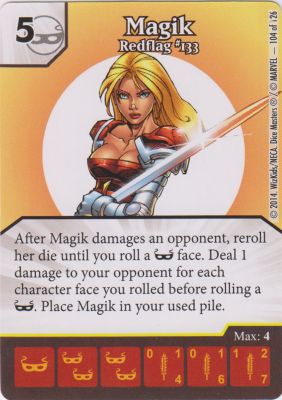 5
Magik
Redflag #133
After Magik damages an opponent, reroll
her die until you roll a face. Deal 1
damage to your opponent for each
character face you rolled before rolling a
. Place Magik in your used pile.
Max: 4
0 1
4
0 1
6
1 2
7
© 2014 WizKids/NECA. Dice Masters ® / © MARVEL — 104 of 126